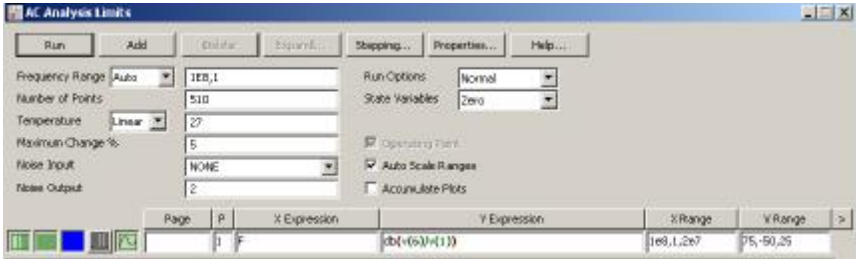 AC Analysis Limits
Run Add Delete Expand... Stepping... Properties... Help...
Frequency Range Auto 1E8,1 Run Options Normal
Number of Points 510 State Variables Zero
Temperature Linear 27
Maximum Change % 5 Operating Point
Noise Input NONE Auto Scale Ranges
Noise Output 2 Accumulate Plots
Page P X Expression Y Expression X Range Y Range >
1 F db(v(6)/v(1)) 1e8,1,2e7 75,-50,25